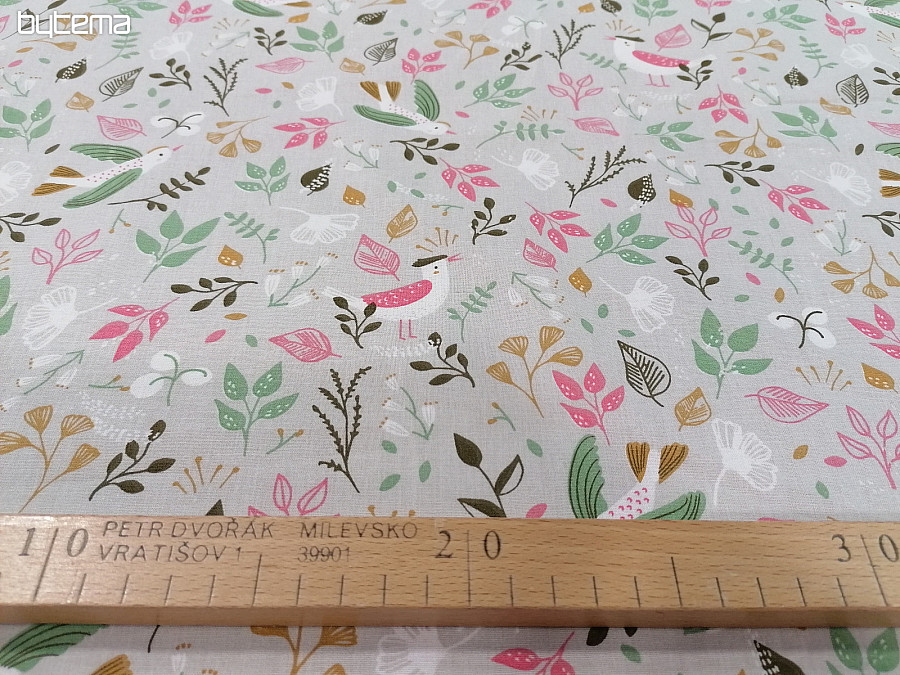 bytema
PETR DVOŘÁK MILEVSKO
VRATIŠOV 1 39901
10 20 30